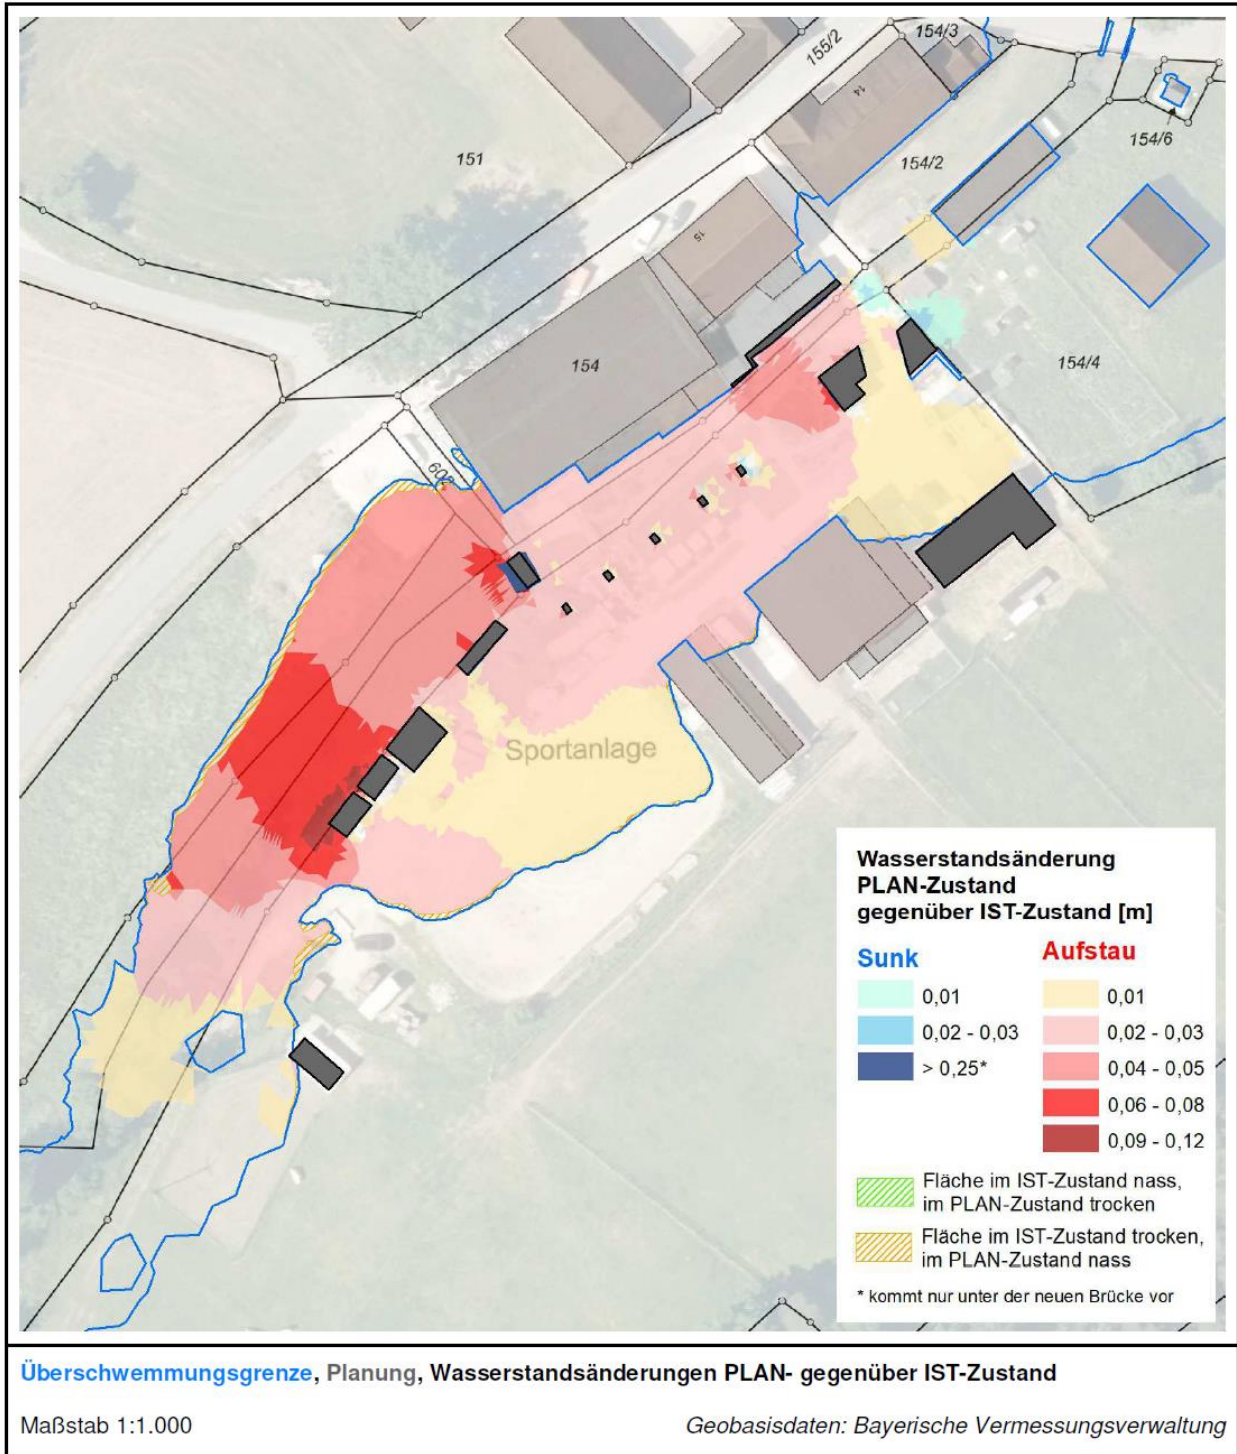 155/2
154/3
14
151
154/2
154/6
15
154
154/4
602
Sportanlage
Wasserstandsänderung
PLAN-Zustand
gegenüber IST-Zustand [m]
Sunk
Aufstau
0,01
0,01
0,02 - 0,03
0,02 - 0,03
> 0,25*
0,04 - 0,05
0,06 - 0,08
0,09 - 0,12
Fläche im IST-Zustand nass,
im PLAN-Zustand trocken
Fläche im IST-Zustand trocken,
im PLAN-Zustand nass
* kommt nur unter der neuen Brücke vor
Überschwemmungsgrenze, Planung, Wasserstandsänderungen PLAN- gegenüber IST-Zustand
Maßstab 1:1.000
Geobasisdaten: Bayerische Vermessungsverwaltung